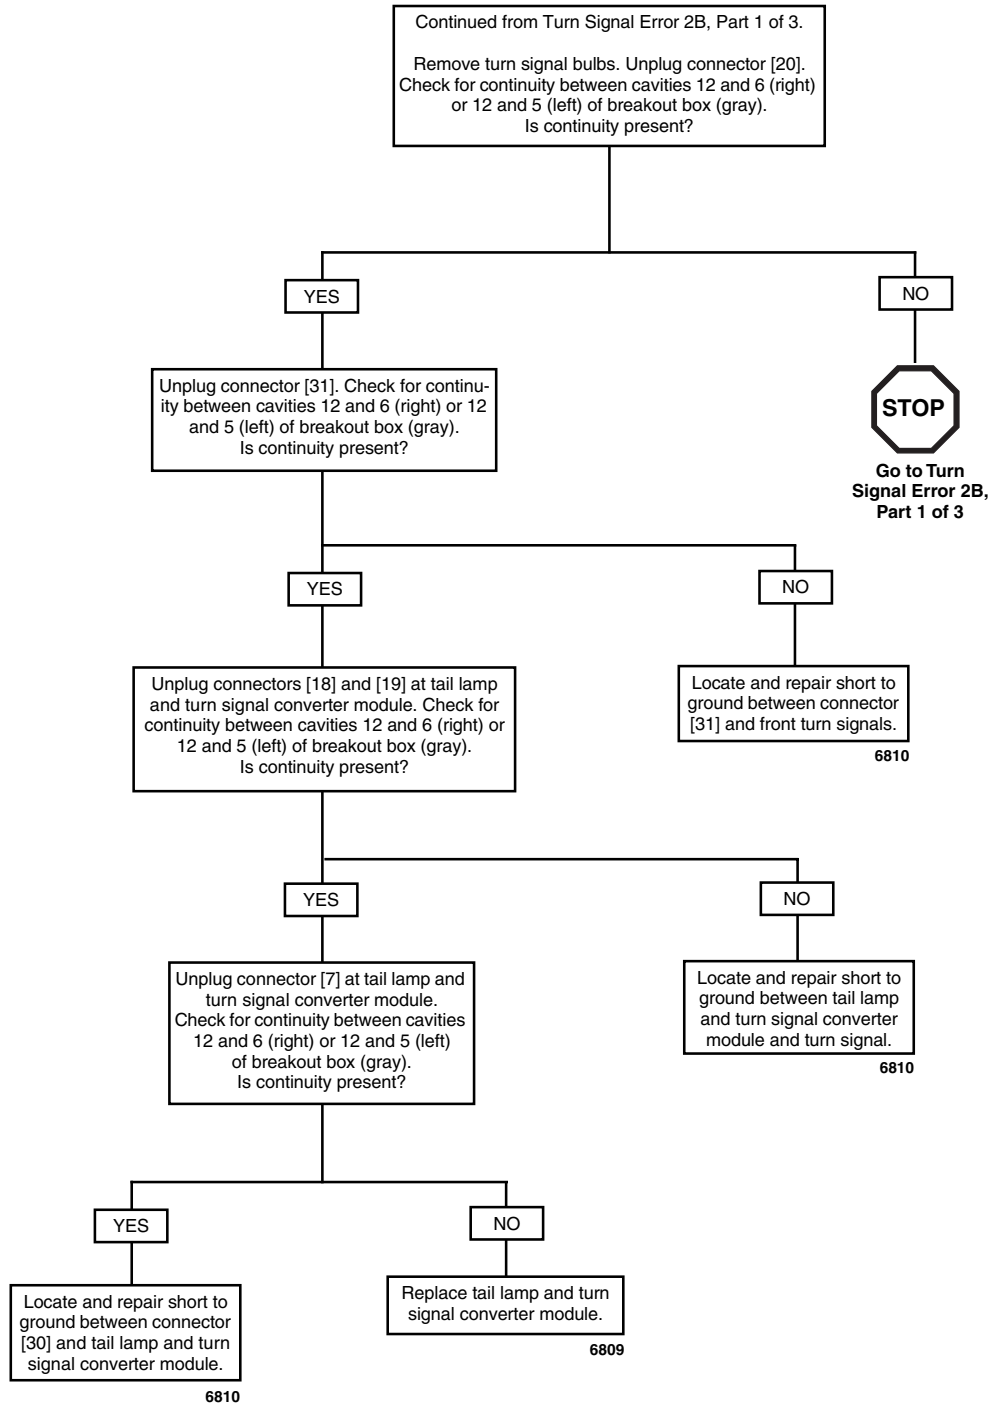 Continued from Turn Signal Error 2B, Part 1 of 3.
Remove turn signal bulbs. Unplug connector [20].
Check for continuity between cavities 12 and 6 (right)
or 12 and 5 (left) of breakout box (gray).
Is continuity present?
YES
NO
Unplug connector [31]. Check for continu-
ity between cavities 12 and 6 (right) or 12
and 5 (left) of breakout box (gray).
Is continuity present?
STOP
Go to Turn
Signal Error 2B,
Part 1 of 3
YES
NO
Unplug connectors [18] and [19] at tail lamp
and turn signal converter module. Check for
continuity between cavities 12 and 6 (right) or
12 and 5 (left) of breakout box (gray).
Is continuity present?
Locate and repair short to
ground between connector
[31] and front turn signals.
6810
YES
NO
Unplug connector [7] at tail lamp and
turn signal converter module.
Check for continuity between cavities
12 and 6 (right) or 12 and 5 (left)
of breakout box (gray).
Is continuity present?
Locate and repair short to
ground between tail lamp
and turn signal converter
module and turn signal.
6810
YES
NO
Locate and repair short to
ground between connector
[30] and tail lamp and turn
signal converter module.
6810
Replace tail lamp and turn
signal converter module.
6809